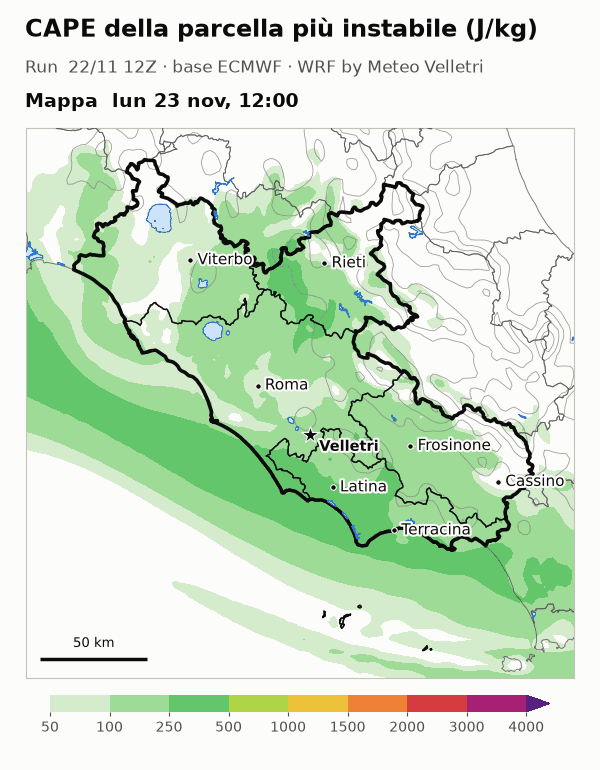 CAPE della parcella più instabile (J/kg)
Run  22/11 12Z · base ECMWF · WRF by Meteo Velletri
Mappa  lun 23 nov, 12:00
Viterbo
Rieti
Roma
Velletri
Frosinone
Latina
Cassino
Terracina
50 km
50 100 250 500 1000 1500 2000 3000 4000